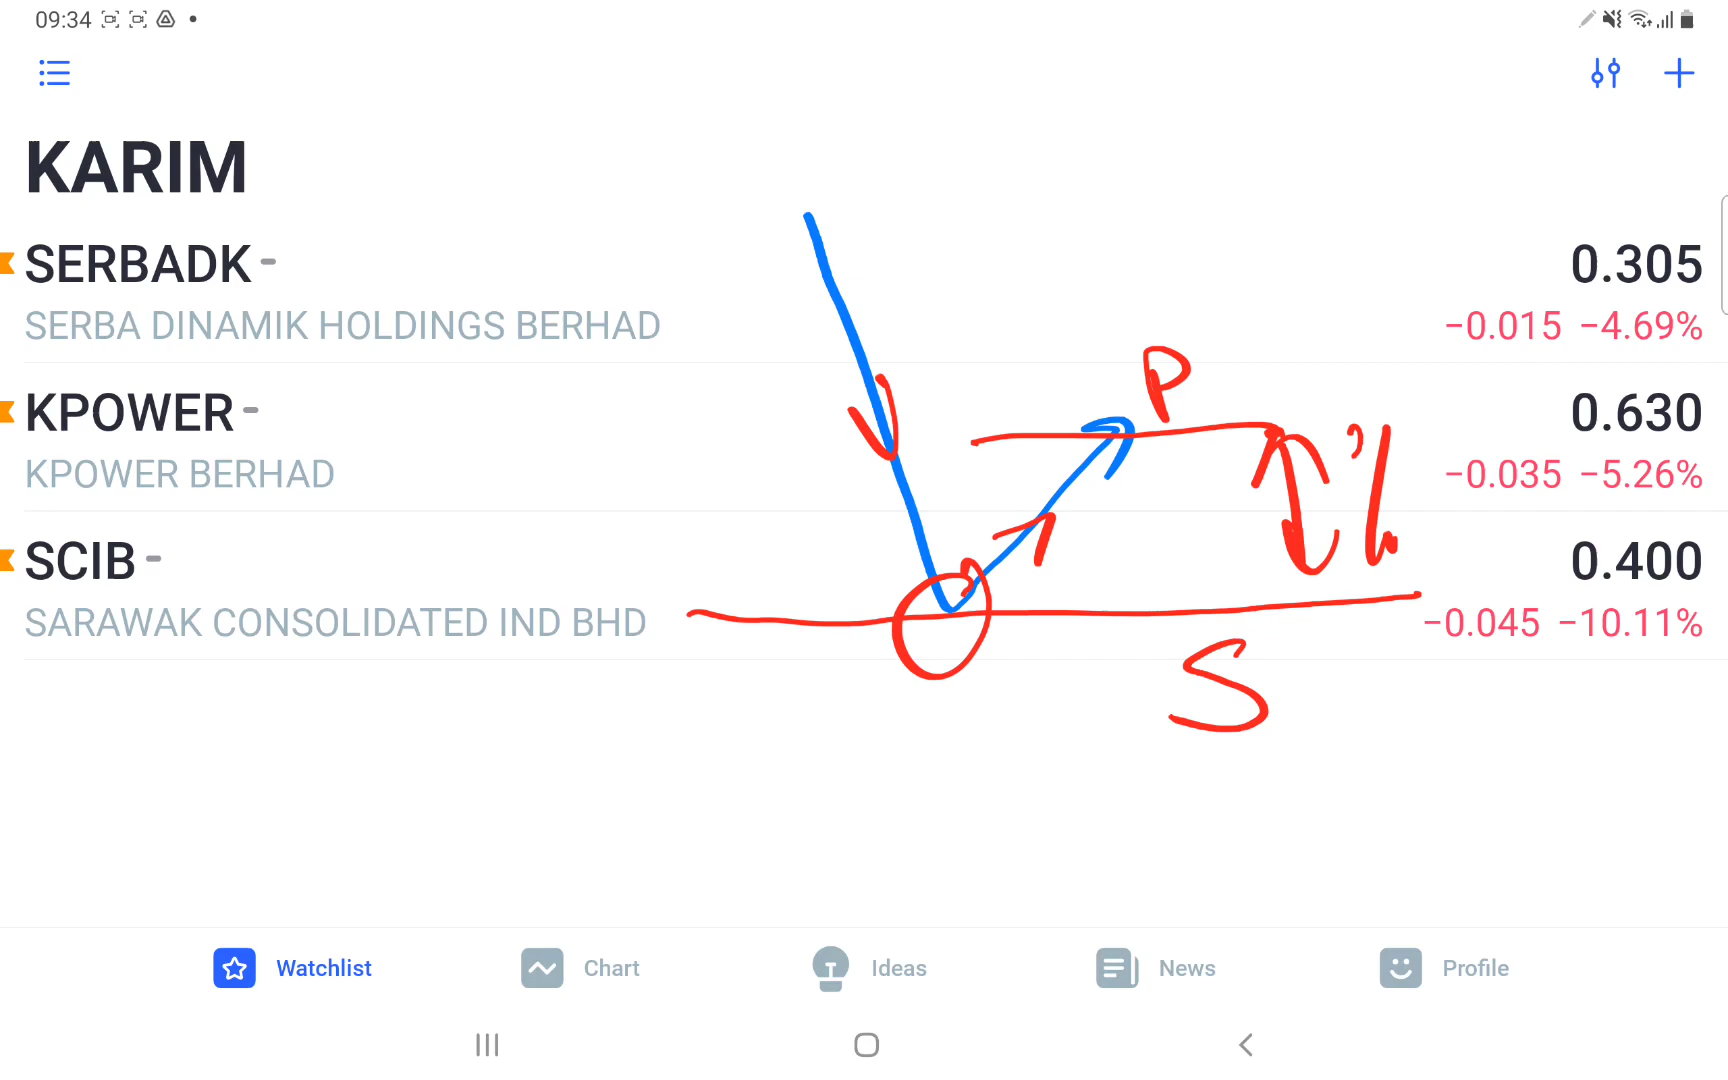 09:34
KARIM
SERBADK
0.305
SERBA DINAMIK HOLDINGS BERHAD
−0.015 −4.69%
P
KPOWER
0.630
KPOWER BERHAD
−0.035 −5.26%
%
SCIB
0.400
SARAWAK CONSOLIDATED IND BHD
−0.045 −10.11%
S
Watchlist
Chart
Ideas
News
Profile